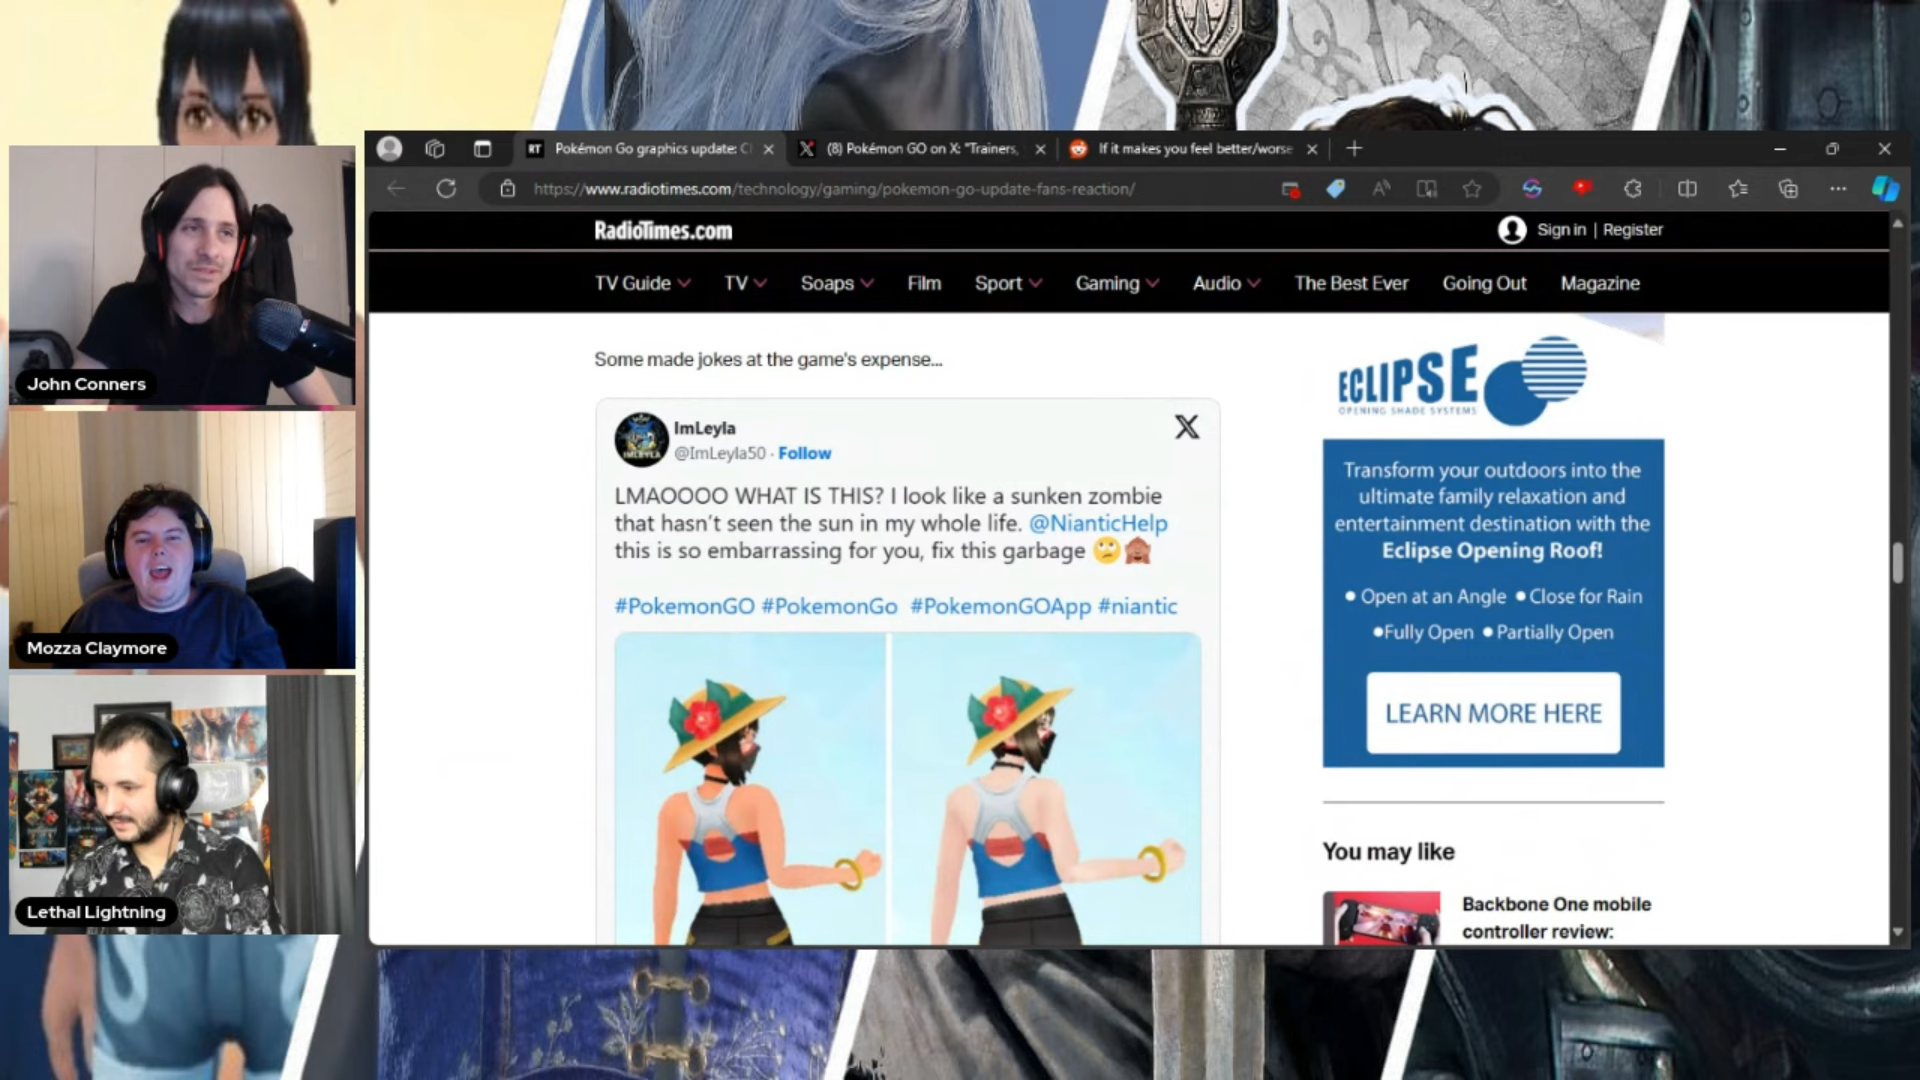 RT Pokémon Go graphics update: C
(8) Pokémon GO on X: "Trainers,
If it makes you feel better/worse
https://www.radiotimes.com/technology/gaming/pokemon-go-update-fans-reaction/
RadioTimes.com
Sign in | Register
TV Guide TV Soaps Film Sport Gaming Audio The Best Ever Going Out Magazine
Some made jokes at the game's expense...
ImLeyla
@ImLeyla50 · Follow
LMAOOOO WHAT IS THIS? I look like a sunken zombie
that hasn't seen the sun in my whole life. @NianticHelp
this is so embarrassing for you, fix this garbage 🙄🙈
#PokemonGO #PokemonGo #PokemonGOApp #niantic
ECLIPSE
OPENING SHADE SYSTEMS
Transform your outdoors into the
ultimate family relaxation and
entertainment destination with the
Eclipse Opening Roof!
• Open at an Angle • Close for Rain
•Fully Open • Partially Open
LEARN MORE HERE
You may like
Backbone One mobile
controller review:
John Conners
Mozza Claymore
Lethal Lightning